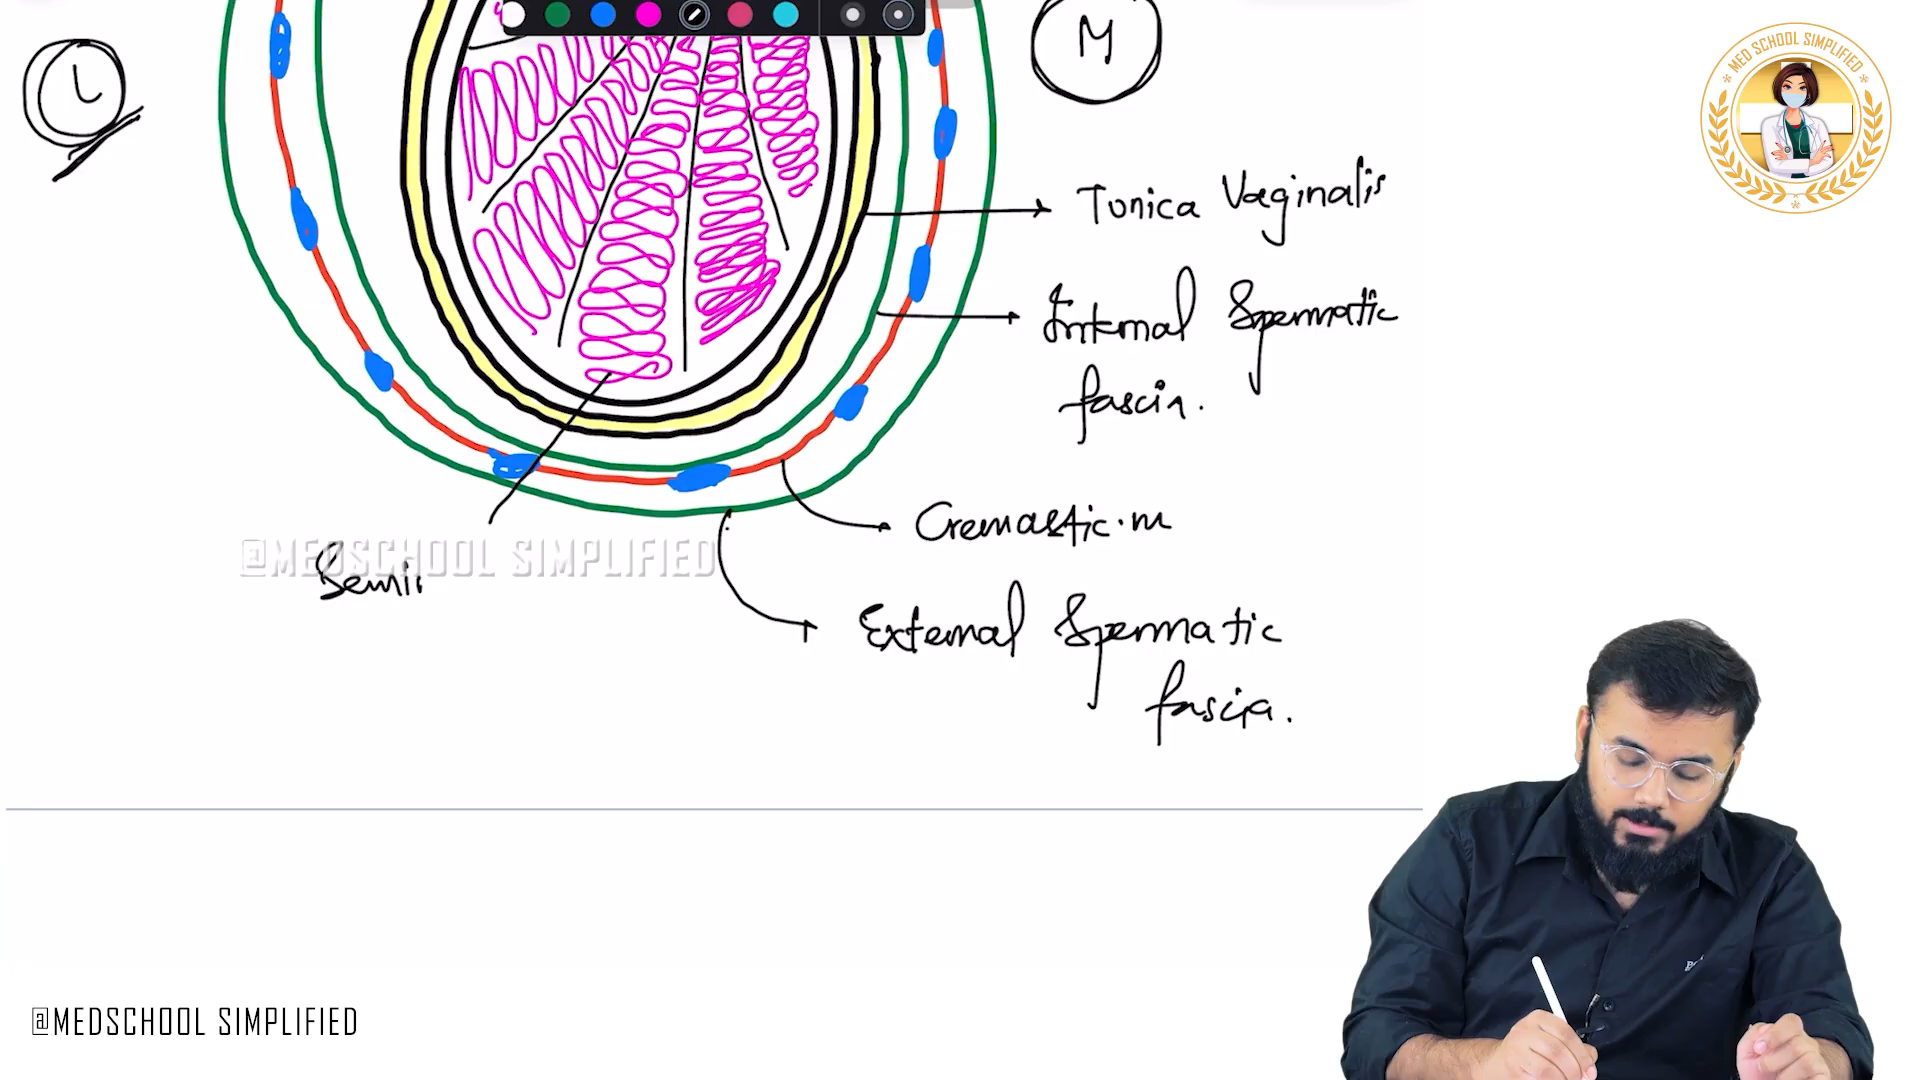 L
M
MED SCHOOL SIMPLIFIED
Tunica Vaginalis
Internal Spermatic
fascia.
Cremastic.m
@MEDSCHOOL SIMPLIFIED
Semi
External Spermatic
fascia.
@MEDSCHOOL SIMPLIFIED